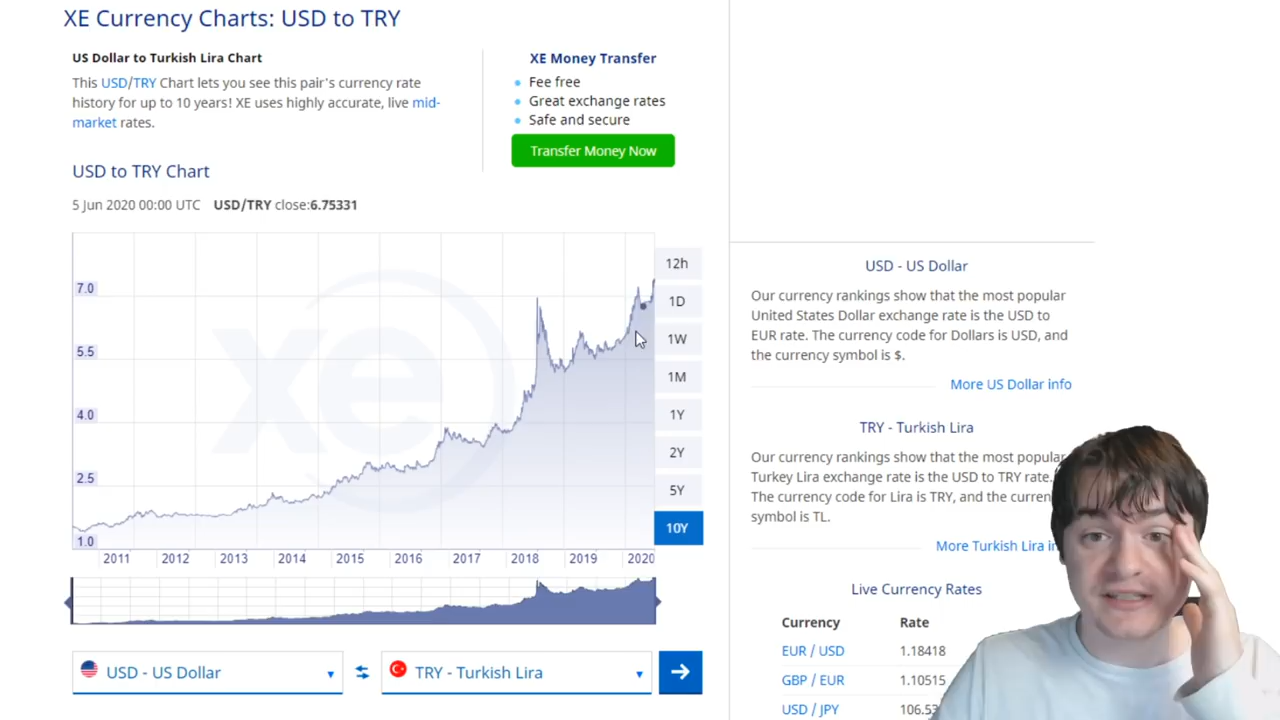 XE Currency Charts: USD to TRY
US Dollar to Turkish Lira Chart
This USD/TRY Chart lets you see this pair's currency rate
history for up to 10 years! XE uses highly accurate, live mid-
market rates.
XE Money Transfer
Fee free
Great exchange rates
Safe and secure
Transfer Money Now
USD to TRY Chart
5 Jun 2020 00:00 UTC USD/TRY close:6.75331
xe
7.0
5.5
4.0
2.5
1.0
2011 2012 2013 2014 2015 2016 2017 2018 2019 2020
12h
1D
1W
1M
1Y
2Y
5Y
10Y
USD - US Dollar
TRY - Turkish Lira
USD - US Dollar
Our currency rankings show that the most popular
United States Dollar exchange rate is the USD to
EUR rate. The currency code for Dollars is USD, and
the currency symbol is $.
More US Dollar info
TRY - Turkish Lira
Our currency rankings show that the most popular
Turkey Lira exchange rate is the USD to TRY rate.
The currency code for Lira is TRY, and the curren
symbol is TL.
More Turkish Lira in
Live Currency Rates
Currency Rate
EUR / USD 1.18418
GBP / EUR 1.10515
USD / JPY 106.53